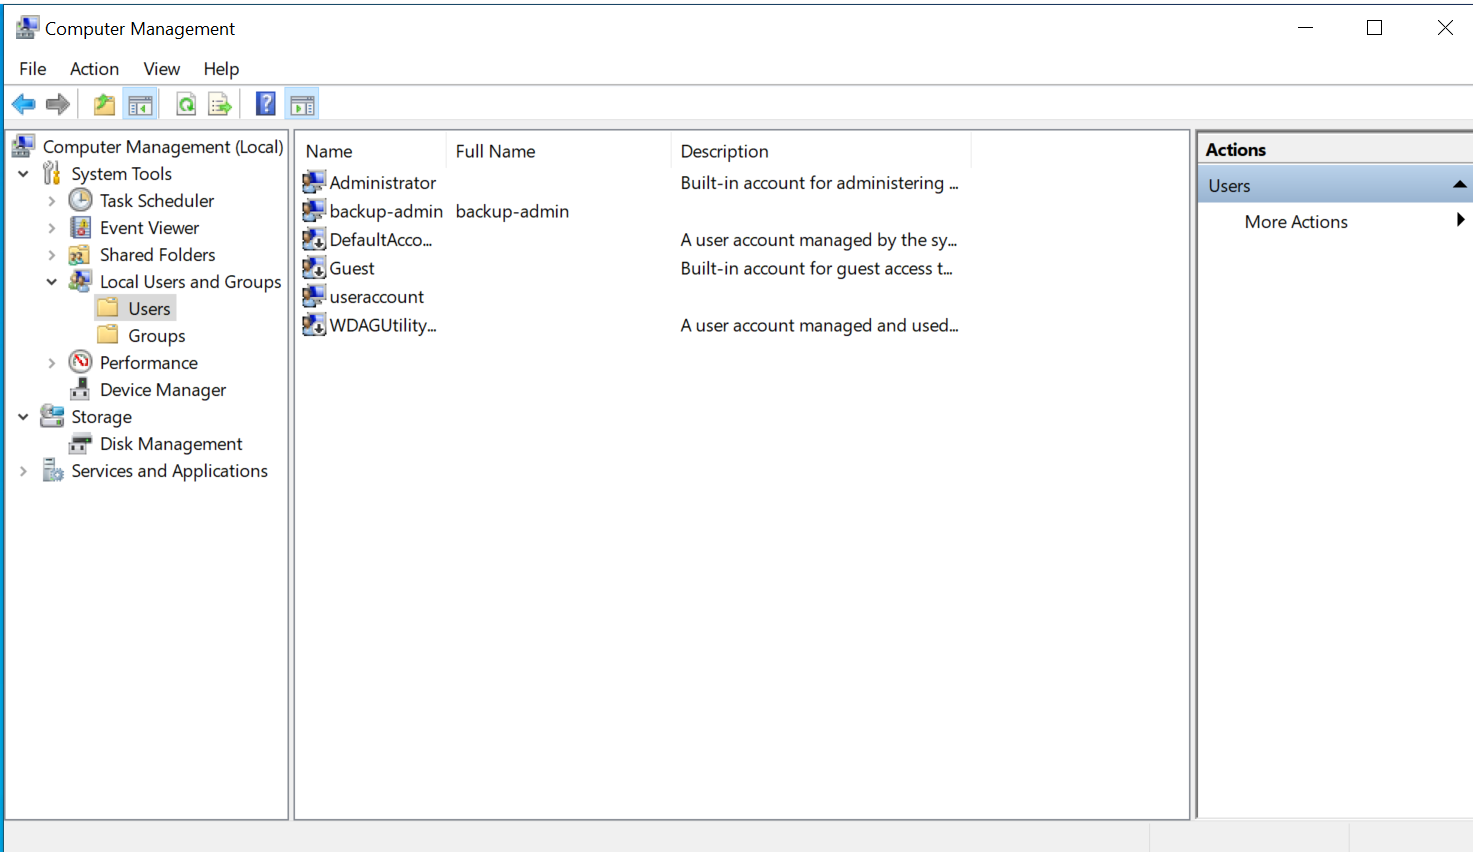 Computer Management
File Action View Help
Computer Management (Local)
System Tools
Task Scheduler
Event Viewer
Shared Folders
Local Users and Groups
Users
Groups
Performance
Device Manager
Storage
Disk Management
Services and Applications
Name Full Name Description
Administrator Built-in account for administering ...
backup-admin backup-admin
DefaultAcco... A user account managed by the sy...
Guest Built-in account for guest access t...
useraccount
WDAGUtility... A user account managed and used...
Actions
Users
More Actions